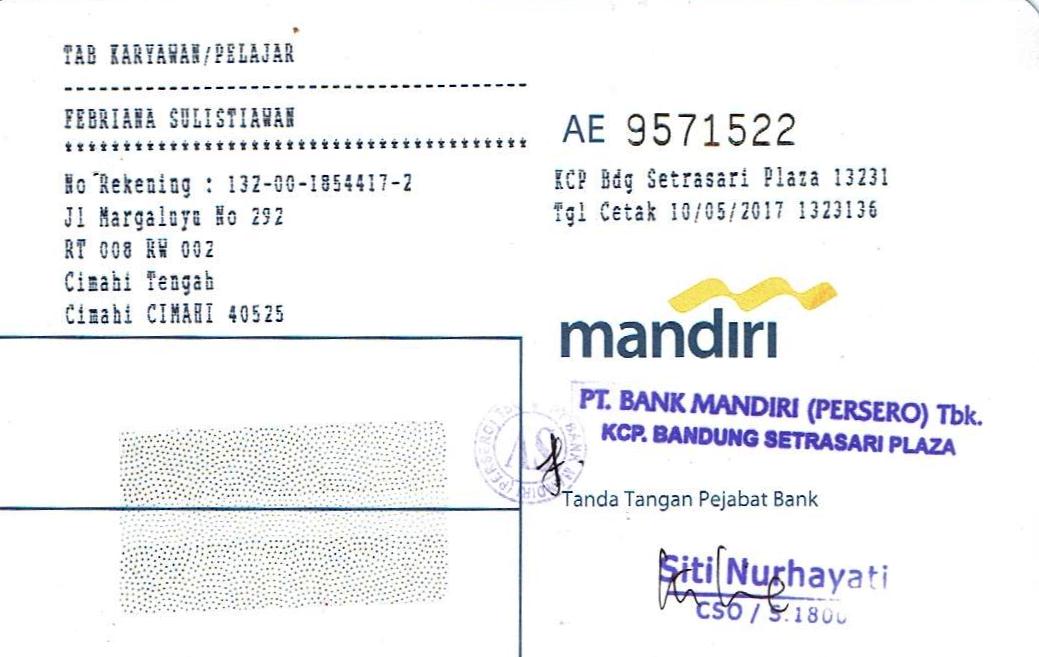 TAB KARYAWAN/PELAJAR
FEBRIANA SULISTIAWAN
No Rekening : 132-00-1854417-2
Jl Margaluyu No 292
RT 008 RW 002
Cimahi Tengah
Cimahi CIMAHI 40525
AE 9571522
KCP Bdg Setrasari Plaza 13231
Tgl Cetak 10/05/2017 1323136
mandiri
PT. BANK MANDIRI (PERSERO) Tbk.
KCP. BANDUNG SETRASARI PLAZA
Tanda Tangan Pejabat Bank
Siti Nurhayati
CSO /